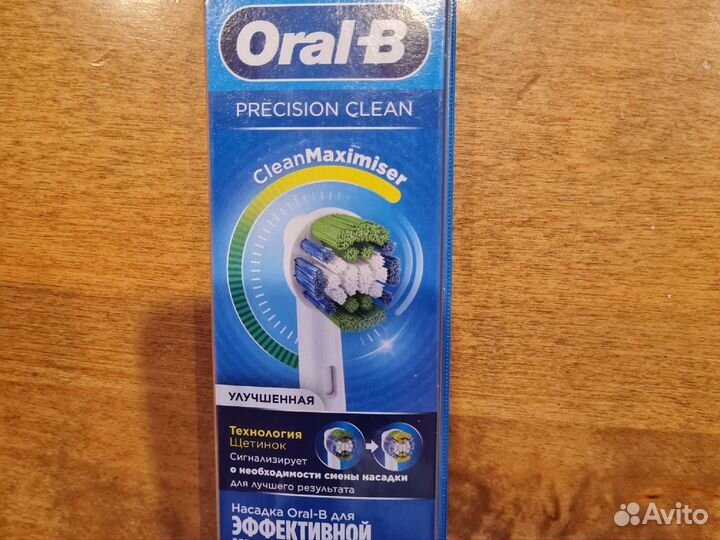 Oral-B
PRECISION CLEAN
CleanMaximiser
УЛУЧШЕННАЯ
Технология
Щетинок
Сигнализирует
о необходимости смены насадки
для лучшего результата
Насадка Oral-B для
ЭФФЕКТИВНОЙ
Avito